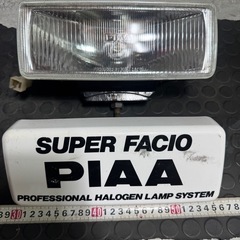 SUPER FACIO
PIAA
PROFESSIONAL HALOGEN LAMP SYSTEM